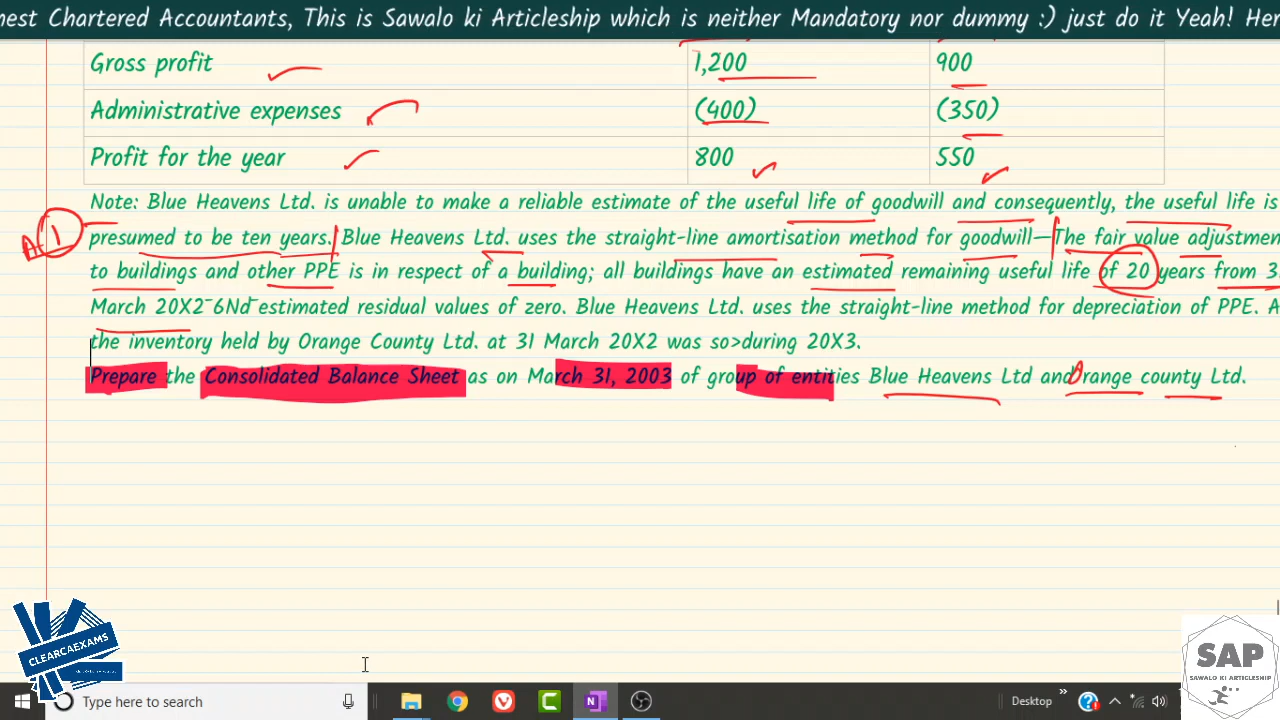 nest Chartered Accountants, This is Sawalo ki Articleship which is neither Mandatory nor dummy :) just do it Yeah! Her
Gross profit 1,200 900
Administrative expenses (400) (350)
Profit for the year 800 550
Note: Blue Heavens Ltd. is unable to make a reliable estimate of the useful life of goodwill and consequently, the useful life is
A-1
presumed to be ten years. Blue Heavens Ltd. uses the straight-line amortisation method for goodwill—The fair value adjustmen
to buildings and other PPE is in respect of a building; all buildings have an estimated remaining useful life of 20 years from 3
March 20X2-6Nd-estimated residual values of zero. Blue Heavens Ltd. uses the straight-line method for depreciation of PPE. A
the inventory held by Orange County Ltd. at 31 March 20X2 was so>during 20X3.
Prepare the Consolidated Balance Sheet as on March 31, 2003 of group of entities Blue Heavens Ltd and Orange county Ltd.
CLEARCAEXAMS
SAP
SAWALO KI ARTICLESHIP
Type here to search
Desktop